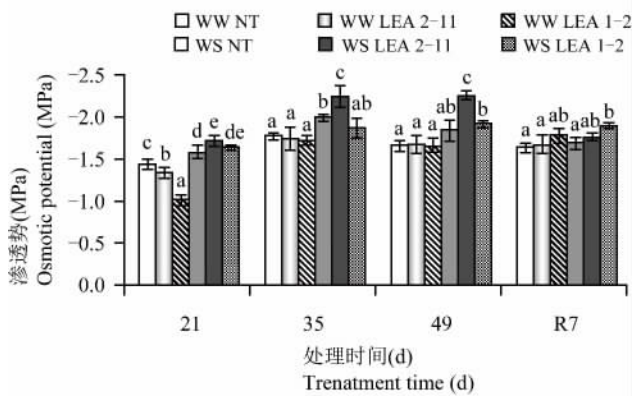 WW NT WW LEA 2-11 WW LEA 1-2
WS NT WS LEA 2-11 WS LEA 1-2
渗透势(MPa)
Osmotic potential (MPa)
-2.5
-2.0
-1.5
-1.0
-0.5
0.0
c b a d e de
a a a b c ab
a a a ab c b
a a ab a ab b
21 35 49 R7
处理时间(d)
Trenatment time (d)